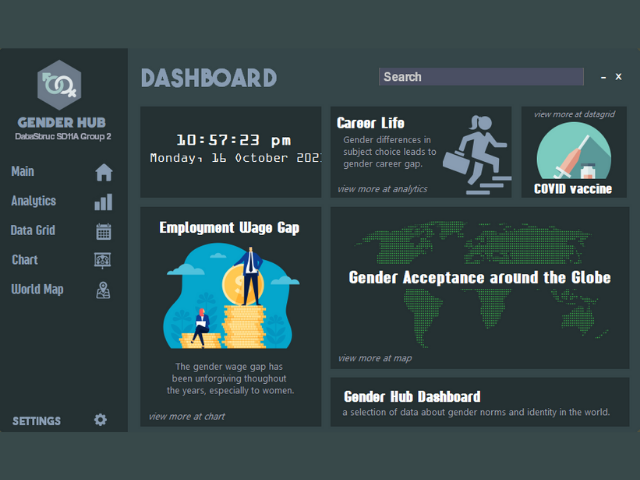 GENDER HUB
DataStruc SD11A Group 2
Main
Analytics
Data Grid
Chart
World Map
SETTINGS
DASHBOARD
Search
- x
10:57:23 pm
Monday, 16 October 202
Career Life
Gender differences in
subject choice leads to
gender career gap.
view more at analytics
view more at datagrid
COVID vaccine
Employment Wage Gap
The gender wage gap has
been unforgiving thoughout
the years, especially to women.
view more at chart
Gender Acceptance around the Globe
view more at map
Gender Hub Dashboard
a selection of data about gender norms and identity in the world.